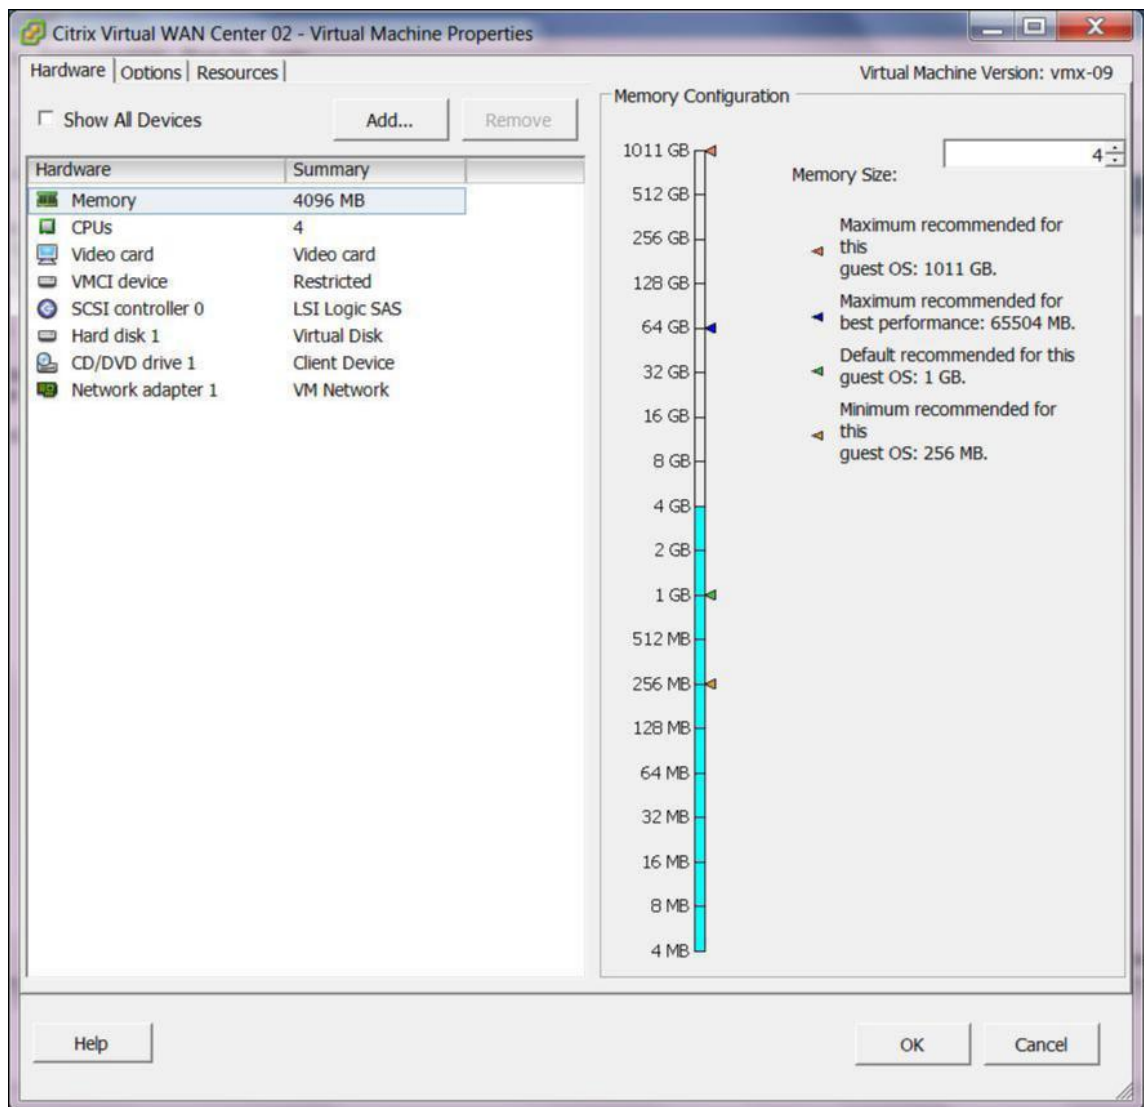 Citrix Virtual WAN Center 02 - Virtual Machine Properties
Hardware Options Resources
Virtual Machine Version: vmx-09
Show All Devices
Add...
Remove
Hardware Summary
Memory 4096 MB
CPUs 4
Video card Video card
VMCI device Restricted
SCSI controller 0 LSI Logic SAS
Hard disk 1 Virtual Disk
CD/DVD drive 1 Client Device
Network adapter 1 VM Network
Memory Configuration
1011 GB
512 GB
256 GB
128 GB
64 GB
32 GB
16 GB
8 GB
4 GB
2 GB
1 GB
512 MB
256 MB
128 MB
64 MB
32 MB
16 MB
8 MB
4 MB
Memory Size:
4
Maximum recommended for
this
guest OS: 1011 GB.
Maximum recommended for
best performance: 65504 MB.
Default recommended for this
guest OS: 1 GB.
Minimum recommended for
this
guest OS: 256 MB.
Help
OK
Cancel